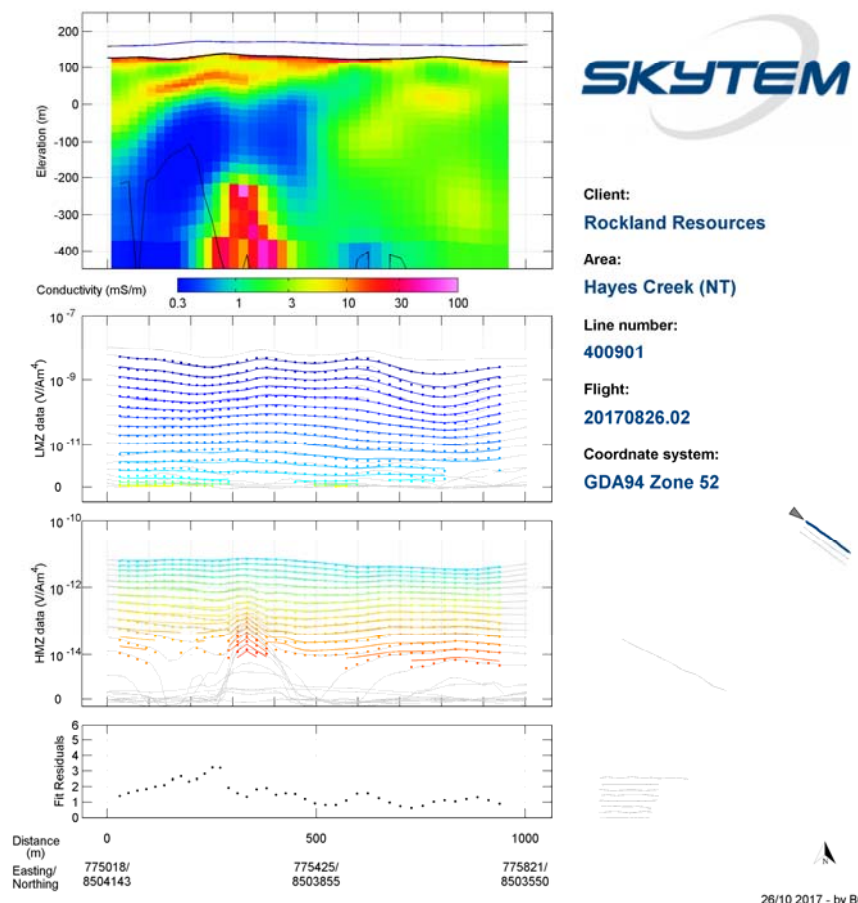 200
100
0
-100
-200
-300
-400
Elevation (m)
Conductivity (mS/m)
0.3 1 3 10 30 100
10-7
10-9
10-11
0
LMZ data (V/Am4)
10-10
10-12
10-14
0
HMZ data (V/Am4)
6
5
4
3
2
1
0
Fit Residuals
Distance (m)
0 500 1000
Easting/ Northing
775018/ 8504143
775425/ 8503855
775821/ 8503550
SKYTEM
Client:
Rockland Resources
Area:
Hayes Creek (NT)
Line number:
400901
Flight:
20170826.02
Coordnate system:
GDA94 Zone 52
N
26/10 2017 - by